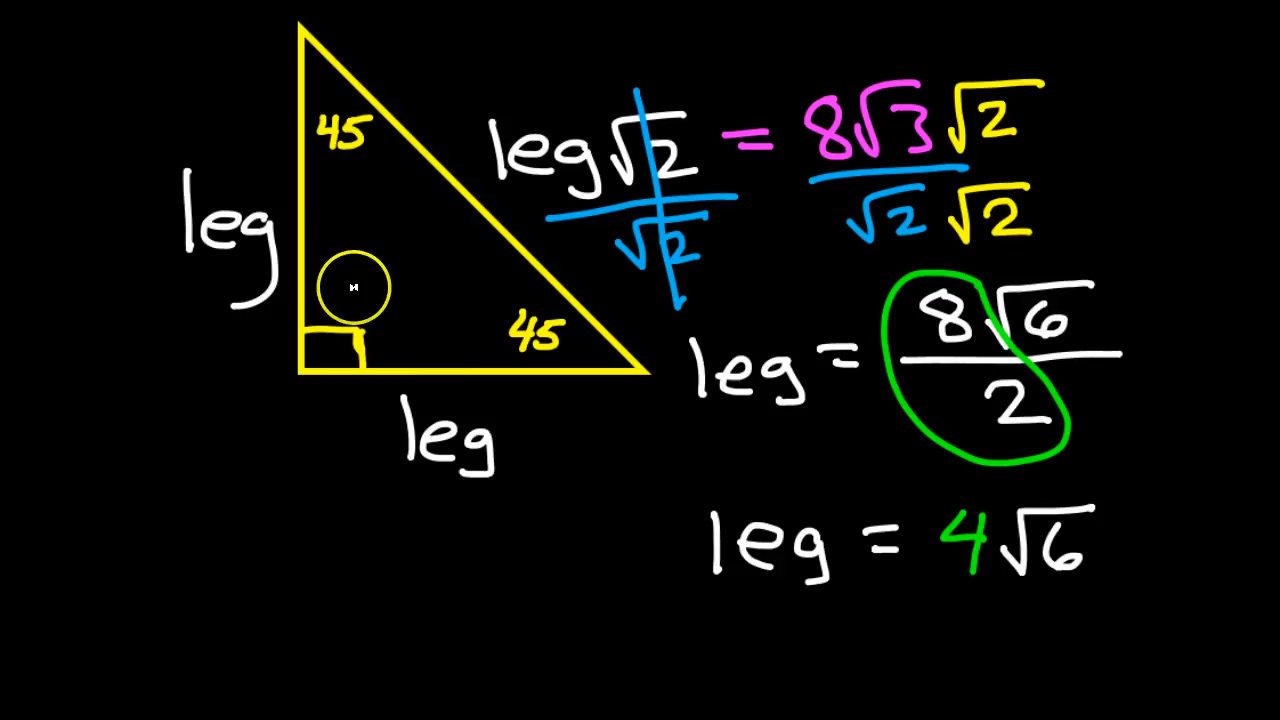 45
leg
45
leg
leg√2 = 8√3 √2
√2 √2 √2
leg = 8√6
2
leg = 4√6